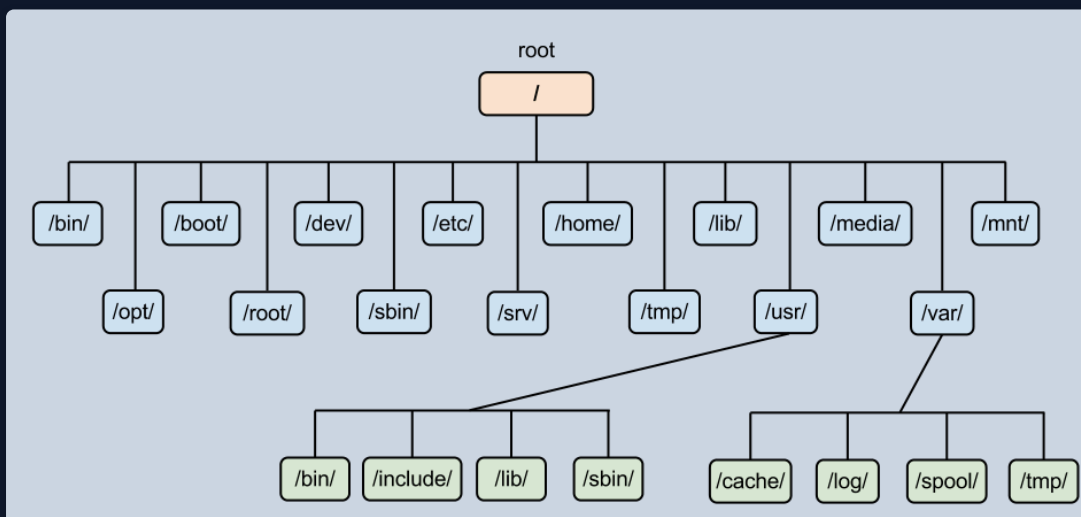 root
/
/bin/ /boot/ /dev/ /etc/ /home/ /lib/ /media/ /mnt/
/opt/ /root/ /sbin/ /srv/ /tmp/ /usr/ /var/
/bin/ /include/ /lib/ /sbin/ /cache/ /log/ /spool/ /tmp/